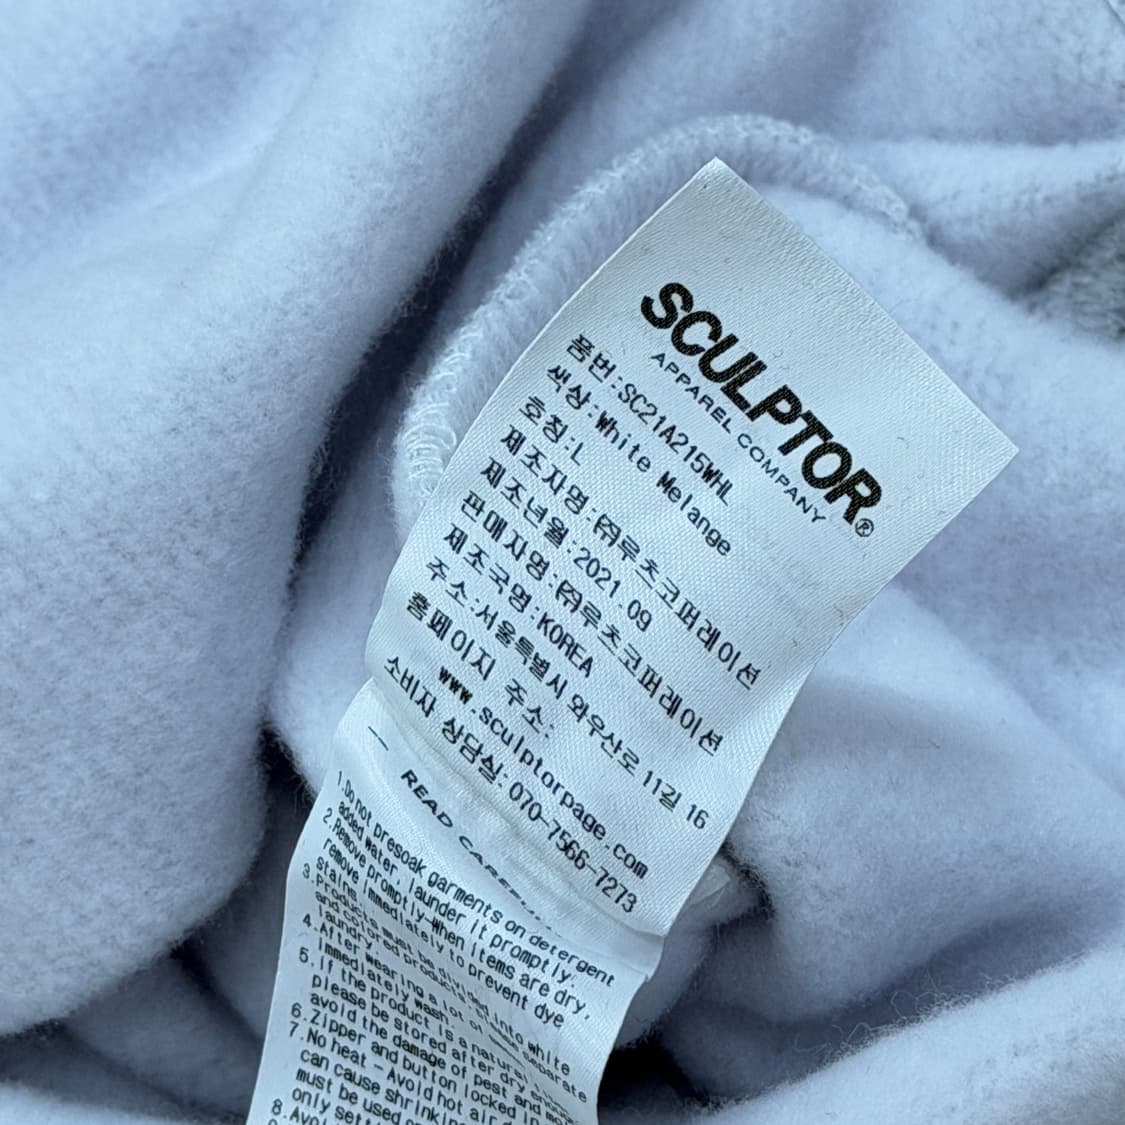 SCULPTOR®
APPAREL COMPANY
품번:SC21A215WHL
색상:White Melange
호칭:L
제조자명:㈜루츠코퍼레이션
제조년월:2021.09
판매자명:㈜루츠코퍼레이션
제조국명:KOREA
주소:서울특별시 와우산로 11길 16
홈페이지 주소:
www.sculptorpage.com
소비자 상담실: 070-7566-7273
READ
1.Do not presoak garments on detergent
added water, launder it promptly.
2.Remove promptly-When items are dry,
remove immediately to prevent dye
stains.
3.Products must be divided into white
and colored products
4.After wearing a lot of
immediately wash or
laundry separate
5.If the product is a natural
please be stored after dry
avoid the damage of pest and
6.Zipper and button locked in
7.No heat - Avoid hot air
can cause
must be used
only
8.